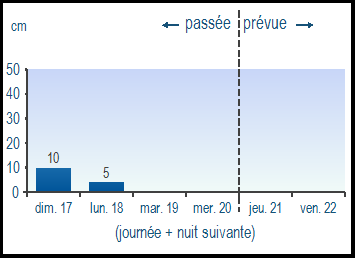 ← passée prévue →
cm
50
40
30
20
10
0
10
5
dim. 17 lun. 18 mar. 19 mer. 20 jeu. 21 ven. 22
(journée + nuit suivante)